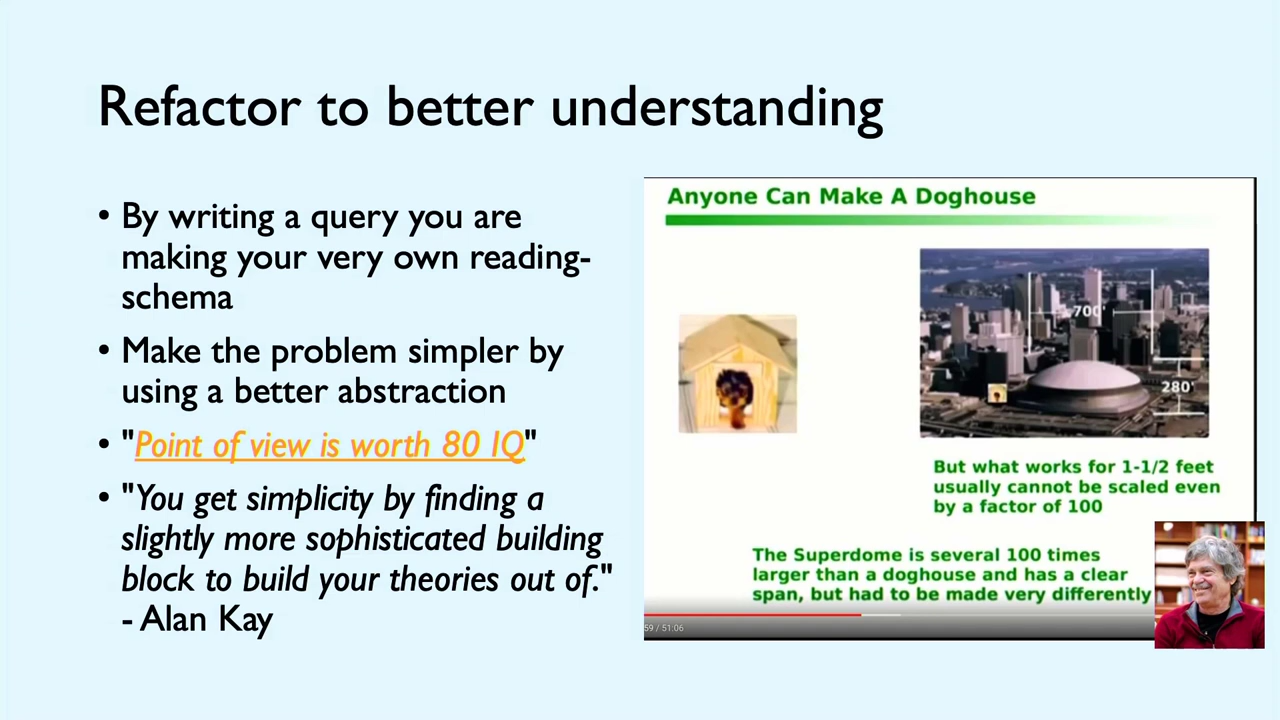 Refactor to better understanding
• By writing a query you are
making your very own reading-
schema
• Make the problem simpler by
using a better abstraction
• "Point of view is worth 80 IQ"
• "You get simplicity by finding a
slightly more sophisticated building
block to build your theories out of."
- Alan Kay
Anyone Can Make A Doghouse
700'
280'
But what works for 1-1/2 feet
usually cannot be scaled even
by a factor of 100
The Superdome is several 100 times
larger than a doghouse and has a clear
span, but had to be made very differently
59 / 51:06